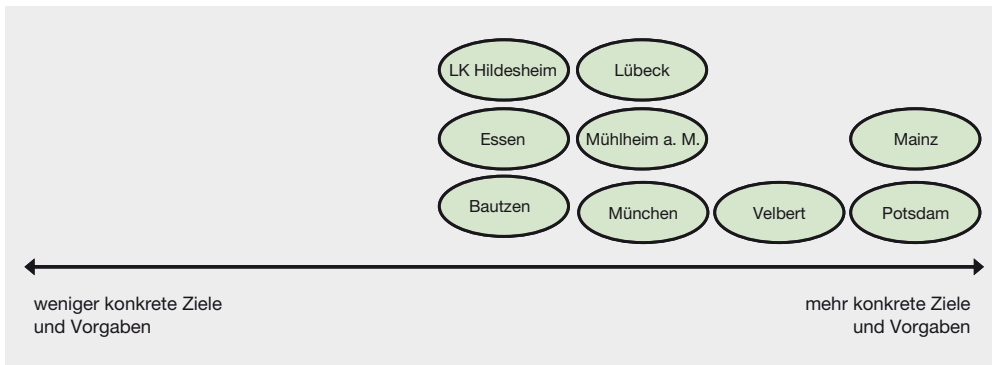 LK Hildesheim
Lübeck
Essen
Mühlheim a. M.
Mainz
Bautzen
München
Velbert
Potsdam
weniger konkrete Ziele
und Vorgaben
mehr konkrete Ziele
und Vorgaben